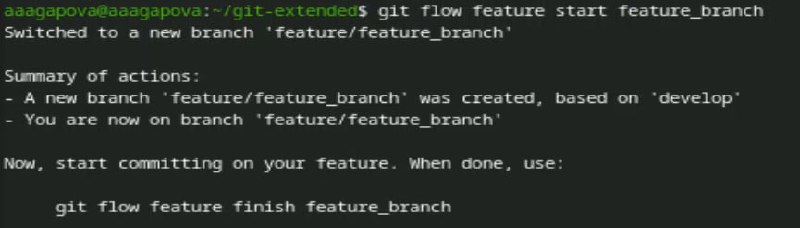 aaagapova@aaagapova:~/git-extended$ git flow feature start feature_branch
Switched to a new branch 'feature/feature_branch'
Summary of actions:
- A new branch 'feature/feature_branch' was created, based on 'develop'
- You are now on branch 'feature/feature_branch'
Now, start committing on your feature. When done, use:
git flow feature finish feature_branch